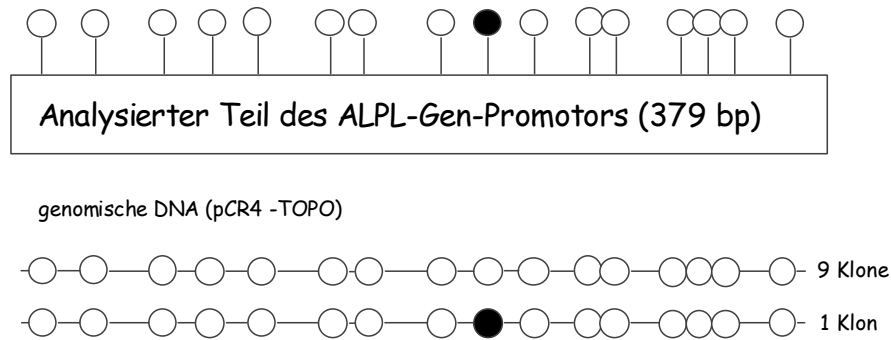 Analysierter Teil des ALPL-Gen-Promotors (379 bp)
genomische DNA (pCR4 -TOPO)
9 Klone
1 Klon